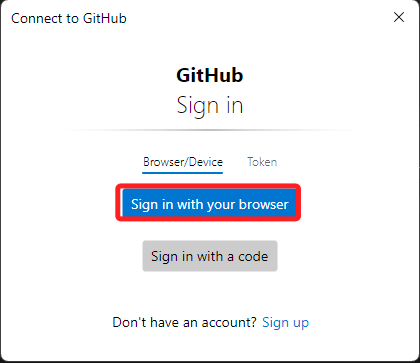 Connect to GitHub
GitHub
Sign in
Browser/Device Token
Sign in with your browser
Sign in with a code
Don't have an account? Sign up